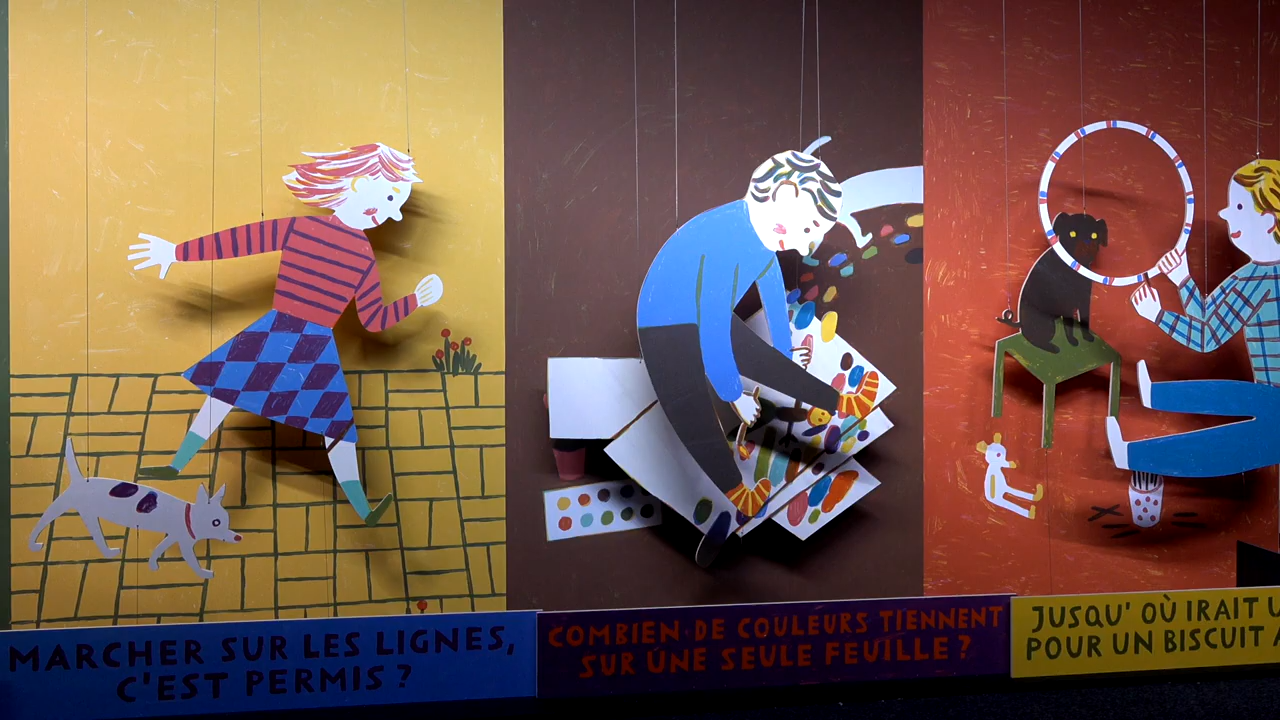 MARCHER SUR LES LIGNES,
C'EST PERMIS ?
COMBIEN DE COULEURS TIENNENT
SUR UNE SEULE FEUILLE ?
JUSQU' OÙ IRAIT
POUR UN BISCUIT